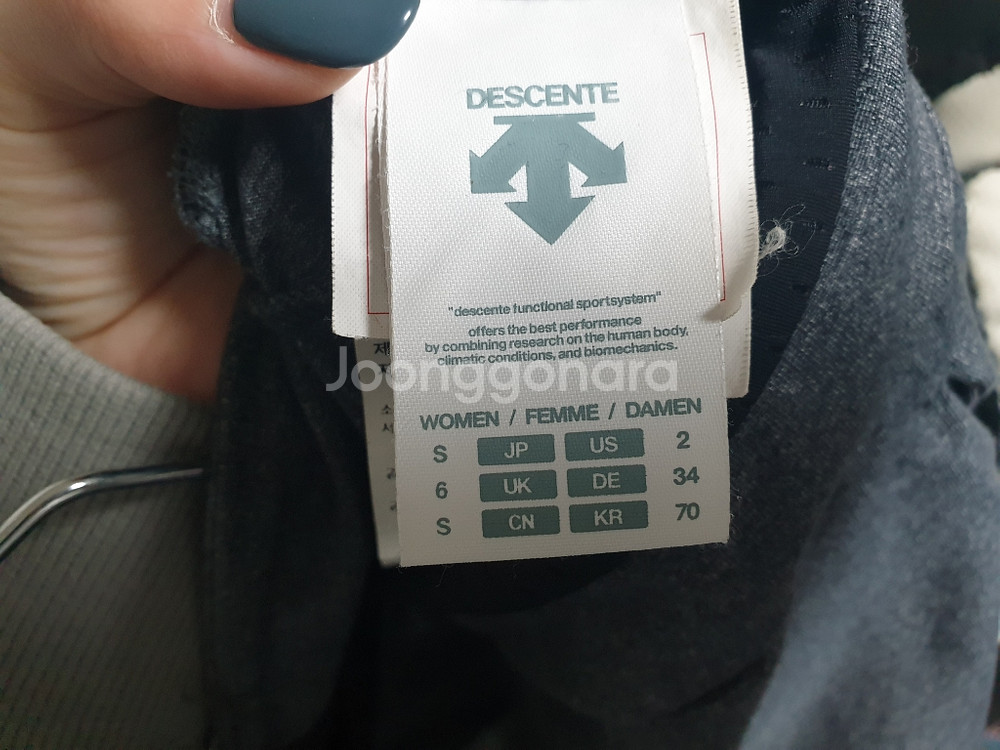 DESCENTE
"descente functional sportsystem"
offers the best performance
by combining research on the human body,
climatic conditions, and biomechanics.
Joonggonara
WOMEN / FEMME / DAMEN
S JP US 2
6 UK DE 34
S CN KR 70